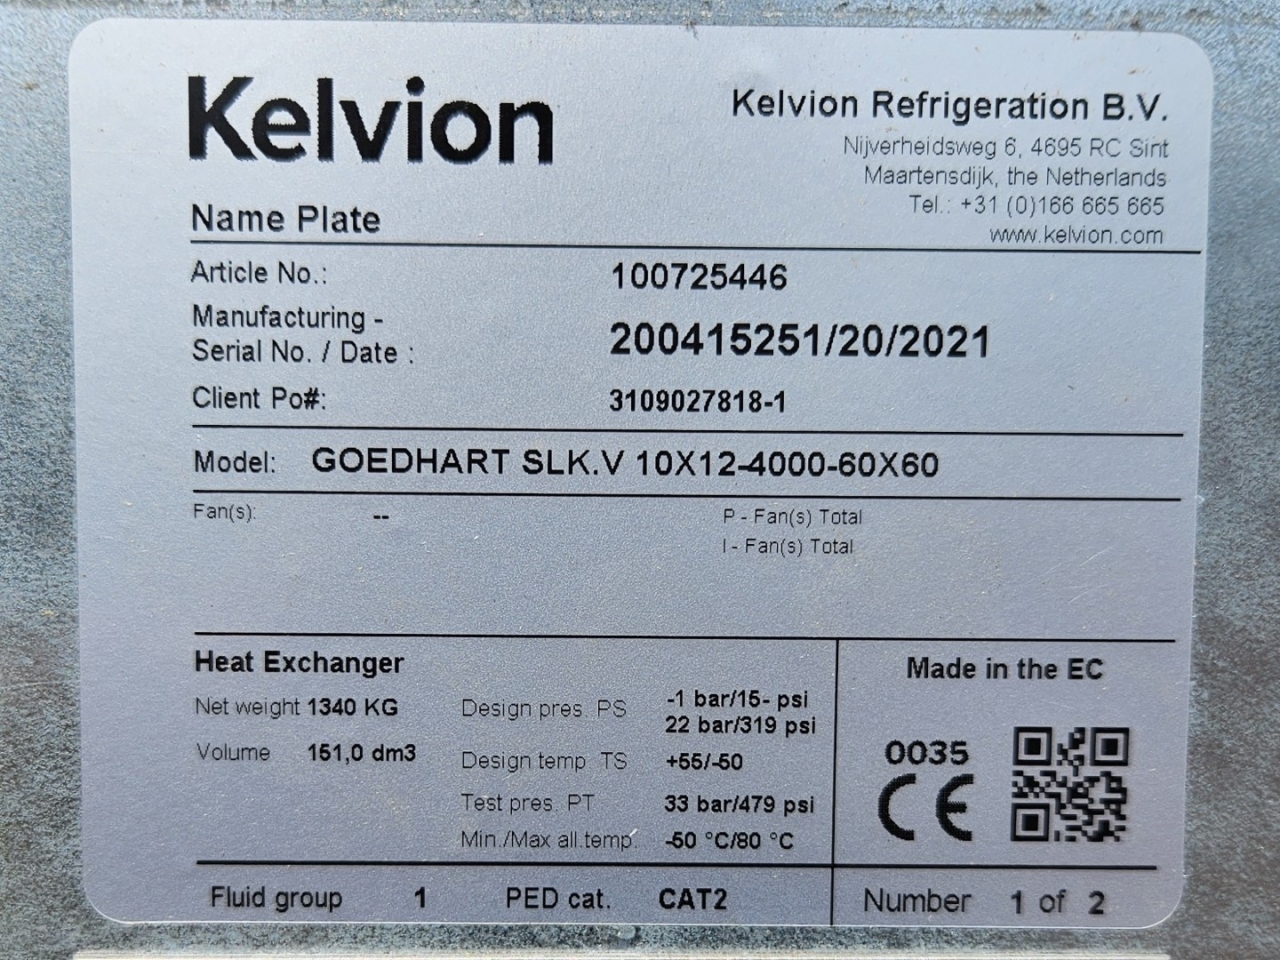 Kelvion
Kelvion Refrigeration B.V.
Nijverheidsweg 6, 4695 RC Sint
Maartensdijk, the Netherlands
Tel.: +31 (0)166 665 665
www.kelvion.com
Name Plate
Article No.: 100725446
Manufacturing -
Serial No. / Date : 200415251/20/2021
Client Po#: 3109027818-1
Model: GOEDHART SLK.V 10X12-4000-60X60
Fan(s): -- P - Fan(s) Total
I - Fan(s) Total
Heat Exchanger
Net weight 1340 KG
Volume 151,0 dm3
Design pres. PS -1 bar/15- psi
22 bar/319 psi
Design temp. TS +55/-50
Test pres. PT 33 bar/479 psi
Min./Max all.temp. -50 °C/80 °C
Made in the EC
0035
CE
Fluid group 1 PED cat. CAT2
Number 1 of 2